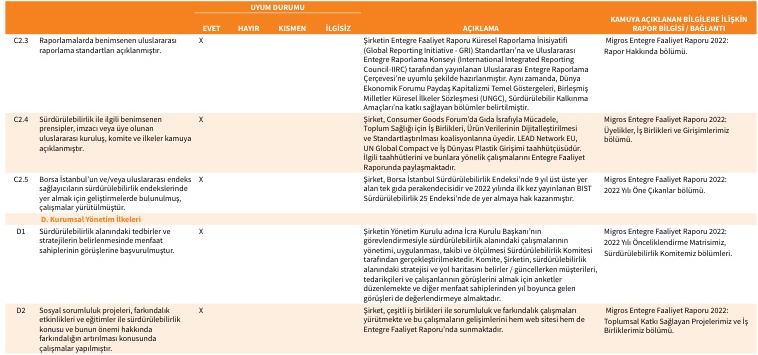 UYUM DURUMU
EVET HAYIR KISMEN İLGİSİZ AÇIKLAMA KAMUYA AÇIKLANAN BİLGİLERE İLİŞKİN
RAPOR BİLGİSİ / BAĞLANTI
C2.3 Raporlamalarda benimsenen uluslararası
raporlama standartları açıklanmıştır.
X
Şirketin Entegre Faaliyet Raporu Küresel Raporlama İnisiyatifi
(Global Reporting Initiative - GRI) Standartları'na ve Uluslararası
Entegre Raporlama Konseyi (International Integrated Reporting
Council-IIRC) tarafından yayınlanan Uluslararası Entegre Raporlama
Çerçevesi'ne uyumlu şekilde hazırlanmıştır. Aynı zamanda, Dünya
Ekonomik Forumu Paydaş Kapitalizmi Temel Göstergeleri, Birleşmiş
Milletler Küresel İlkeler Sözleşmesi (UNGC), Sürdürülebilir Kalkınma
Amaçları'na katkı sağlayan bölümler belirtilmiştir.
Migros Entegre Faaliyet Raporu 2022:
Rapor Hakkında bölümü.
C2.4 Sürdürülebilirlik ile ilgili benimsenen
prensipler, imzacı veya üye olunan
uluslararası kuruluş, komite ve ilkeler kamuya
açıklanmıştır.
X
Şirket, Consumer Goods Forum'da Gıda İsrafıyla Mücadele,
Toplum Sağlığı için İş Birlikleri, Ürün Verilerinin Dijitalleştirilmesi
ve Standartlaştırılması koalisyonlarına üyedir. LEAD Network EU,
UN Global Compact ve İş Dünyası Plastik Girişimi taahhütçüsüdür.
İlgili taahhütlerini ve bunlara yönelik çalışmalarını Entegre Faaliyet
Raporunda paylaşmaktadır.
Migros Entegre Faaliyet Raporu 2022:
Üyelikler, İş Birlikleri ve Girişimlerimiz
bölümü.
C2.5 Borsa İstanbul'un ve/veya uluslararası endeks
sağlayıcıların sürdürülebilirlik endekslerinde
yer almak için geliştirmelerde bulunulmuş,
çalışmalar yürütülmüştür.
X
Şirket, Borsa İstanbul Sürdürülebilirlik Endeksi'nde 9 yıl üst üste yer
alan tek gıda perakendecisidir ve 2022 yılında ilk kez yayınlanan BIST
Sürdürülebilirlik 25 Endeksi'nde de yer almaya hak kazanmıştır.
Migros Entegre Faaliyet Raporu 2022:
2022 Yılı Öne Çıkanlar bölümü.
D. Kurumsal Yönetim İlkeleri
D1 Sürdürülebilirlik alanındaki tedbirler ve
stratejilerin belirlenmesinde menfaat
sahiplerinin görüşlerine başvurulmuştur.
X
Şirketin Yönetim Kurulu adına İcra Kurulu Başkanı'nın
görevlendirmesiyle sürdürülebilirlik alanındaki çalışmalarının
yönetimi, uygulanması, takibi ve ölçülmesi Sürdürülebilirlik Komitesi
tarafından gerçekleştirilmektedir. Komite, Şirketin, sürdürülebilirlik
alanındaki stratejisi ve yol haritasını belirler / güncellerken müşterileri,
tedarikçileri ve çalışanlarının görüşlerini almak için anketler
düzenlemekte ve diğer menfaat sahiplerinden yıl boyunca gelen
görüşleri de değerlendirmeye almaktadır.
Migros Entegre Faaliyet Raporu 2022:
2022 Yılı Önceliklendirme Matrisimiz,
Sürdürülebilirlik Komitemiz bölümleri.
D2 Sosyal sorumluluk projeleri, farkındalık
etkinlikleri ve eğitimler ile sürdürülebilirlik
konusu ve bunun önemi hakkında
farkındalığın artırılması konusunda
çalışmalar yapılmıştır.
X
Şirket, çeşitli iş birlikleri ile sorumluluk ve farkındalık çalışmaları
yürütmekte ve bu çalışmaların gelişimlerini hem web sitesi hem de
Entegre Faaliyet Raporu'nda sunmaktadır.
Migros Entegre Faaliyet Raporu 2022:
Toplumsal Katkı Sağlayan Projelerimiz ve İş
Birliklerimiz bölümü.